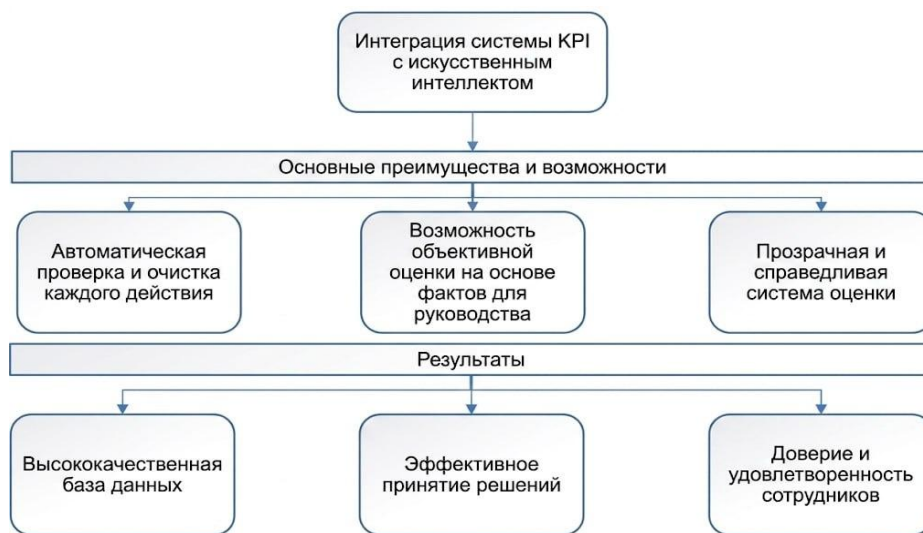 Интеграция системы KPI
с искусственным
интеллектом
Основные преимущества и возможности
Автоматическая
проверка и очистка
каждого действия
Возможность
объективной
оценки на основе
фактов для
руководства
Прозрачная и
справедливая
система оценки
Результаты
Высококачественная
база данных
Эффективное
принятие решений
Доверие и
удовлетворенность
сотрудников